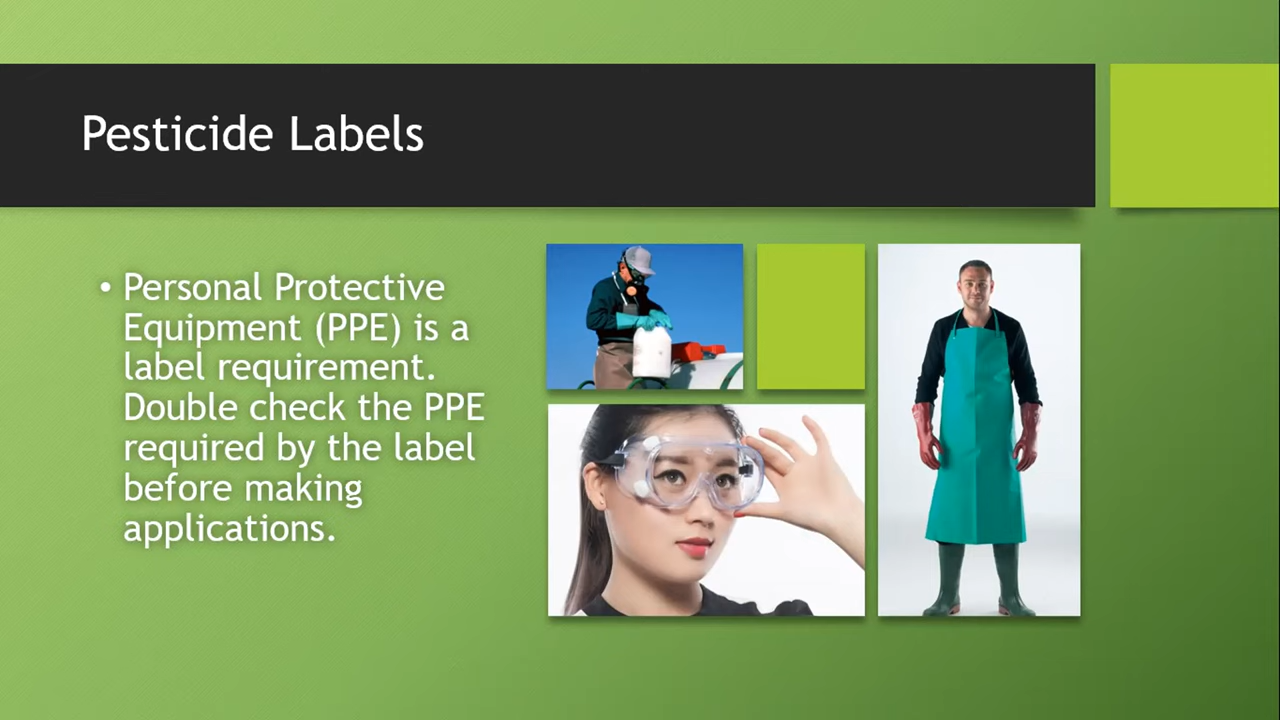 Pesticide Labels
• Personal Protective
Equipment (PPE) is a
label requirement.
Double check the PPE
required by the label
before making
applications.